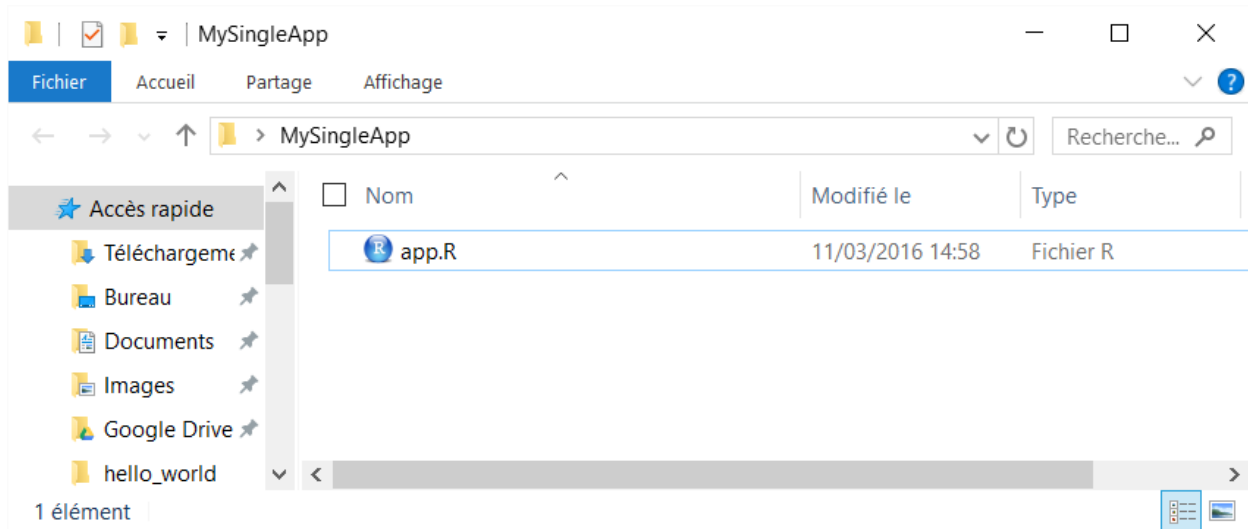 MySingleApp
Fichier Accueil Partage Affichage
MySingleApp Recherche...
Nom Modifié le Type
Accès rapide
app.R 11/03/2016 14:58 Fichier R
Téléchargeme
Bureau
Documents
Images
Google Drive
hello_world
1 élément